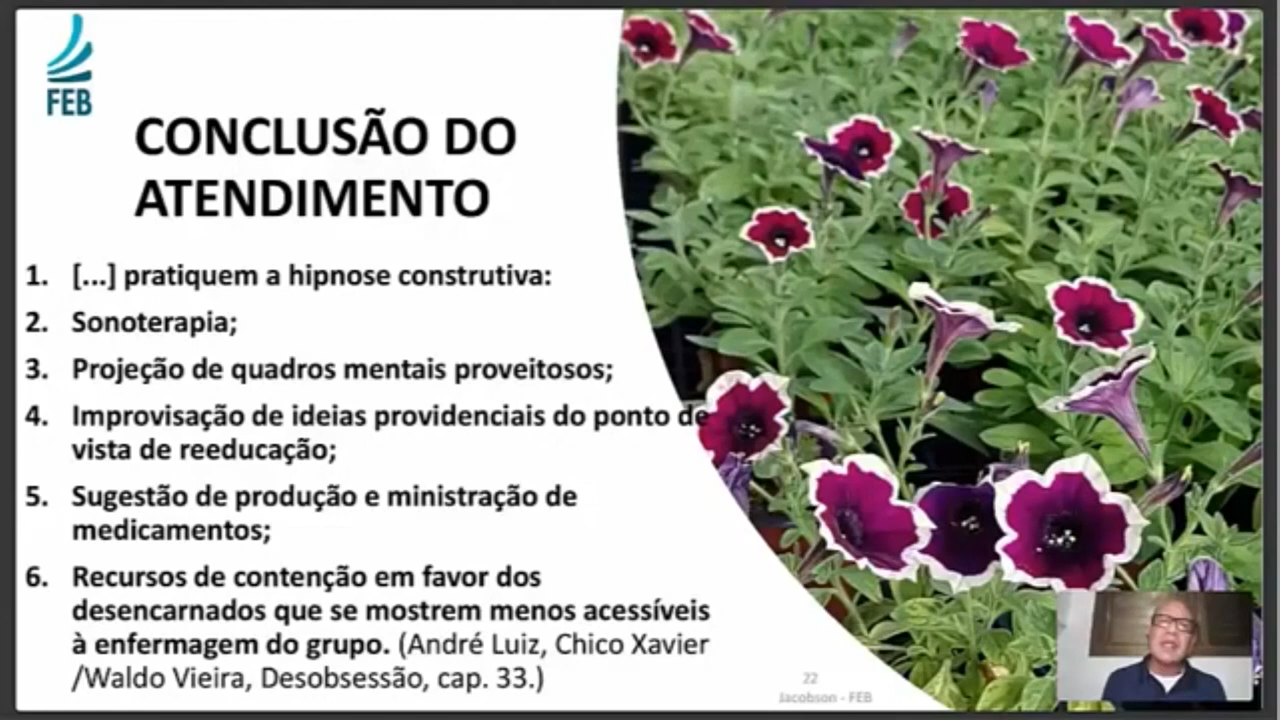 FEB
CONCLUSÃO DO
ATENDIMENTO
1. [...] pratiquem a hipnose construtiva:
2. Sonoterapia;
3. Projeção de quadros mentais proveitosos;
4. Improvisação de ideias providenciais do ponto de
vista de reeducação;
5. Sugestão de produção e ministração de
medicamentos;
6. Recursos de contenção em favor dos
desencarnados que se mostrem menos acessíveis
à enfermagem do grupo. (André Luiz, Chico Xavier
/Waldo Vieira, Desobsessão, cap. 33.)
22
Jacobson - FEB